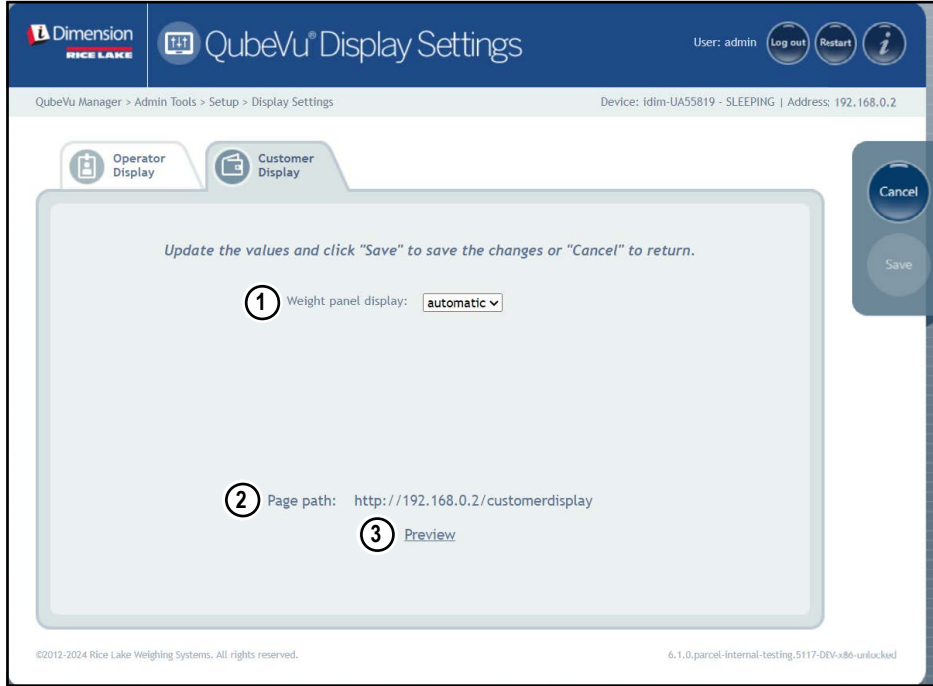 Dimension
RICE LAKE
QubeVu® Display Settings
User: admin
Log out
Restart
i
QubeVu Manager > Admin Tools > Setup > Display Settings
Device: idim-UA55819 - SLEEPING | Address: 192.168.0.2
Operator
Display
Customer
Display
Cancel
Save
Update the values and click "Save" to save the changes or "Cancel" to return.
1 Weight panel display: automatic
2 Page path: http://192.168.0.2/customerdisplay
3 Preview
©2012-2024 Rice Lake Weighing Systems. All rights reserved.
6.1.0.parcel-internal-testing.5117-DEV-x86-unlocked